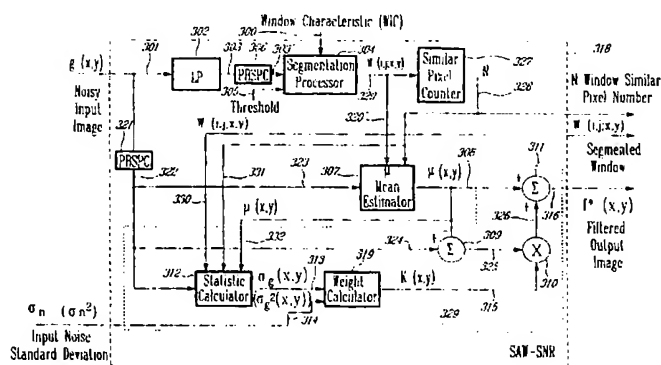 Window Characteristic (WIC)
300
302
306
g (x,y)
301
303
LP
PRSPC
304
Segmentation
Processor
Similar
Pixel
Counter
327
318
N
328
N Window Similar
Pixel Number
Noisy
Input
Image
Threshold
W (i,j;x,y)
Segmented
Window
W (i,j;x,y)
321
PRSPC
322
323
330
331
307
Mean
Estimator
μ (x,y)
311
Σ
316
326
f* (x,y)
Filtered
Output
Image
μ (x,y)
332
324
Σ
309
325
X
310
312
Statistic
Calculator
σg (x,y)
(σg²(x,y))
313
314
319
Weight
Calculator
K (x,y)
315
329
σn (σn²)
Input Noise
Standard Deviation
SAW-SNR